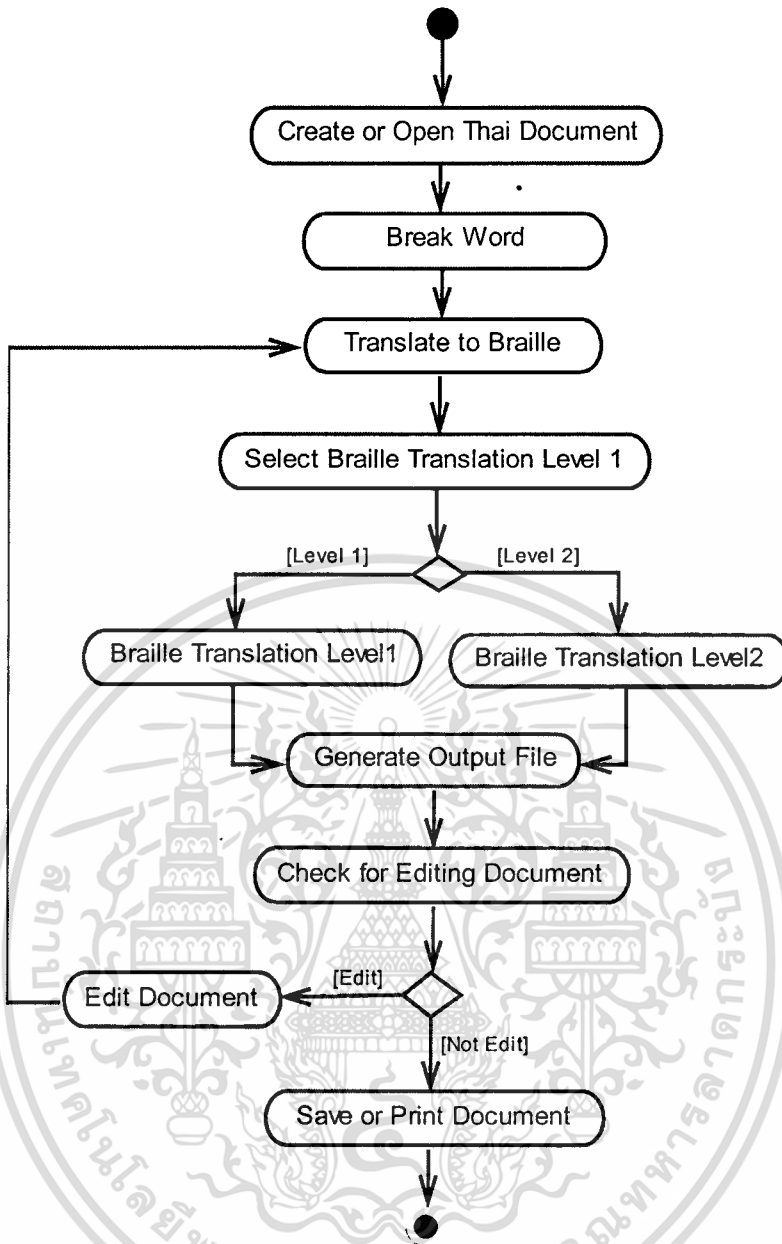 Create or Open Thai Document
Break Word
Translate to Braille
Select Braille Translation Level 1
[Level 1]
[Level 2]
Braille Translation Level1
Braille Translation Level2
Generate Output File
Check for Editing Document
[Edit]
Edit Document
[Not Edit]
Save or Print Document